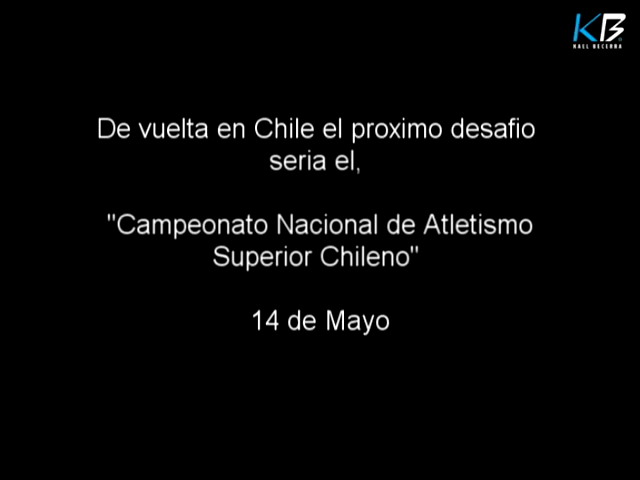 KB
KAEL BECERRA
De vuelta en Chile el proximo desafio
seria el,
"Campeonato Nacional de Atletismo
Superior Chileno"
14 de Mayo